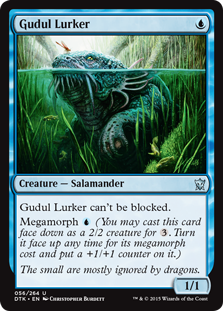 Gudul Lurker
Creature — Salamander
Gudul Lurker can't be blocked.
Megamorph (You may cast this
card face down as a 2/2 creature for 3. Turn
it face up any time for its megamorph
cost and put a +1/+1 counter on it.)
The small are mostly ignored by dragons.
1/1
056/264 U
DTK • EN CHRISTOPHER BURDETT
™ & © 2015 Wizards of the Coast